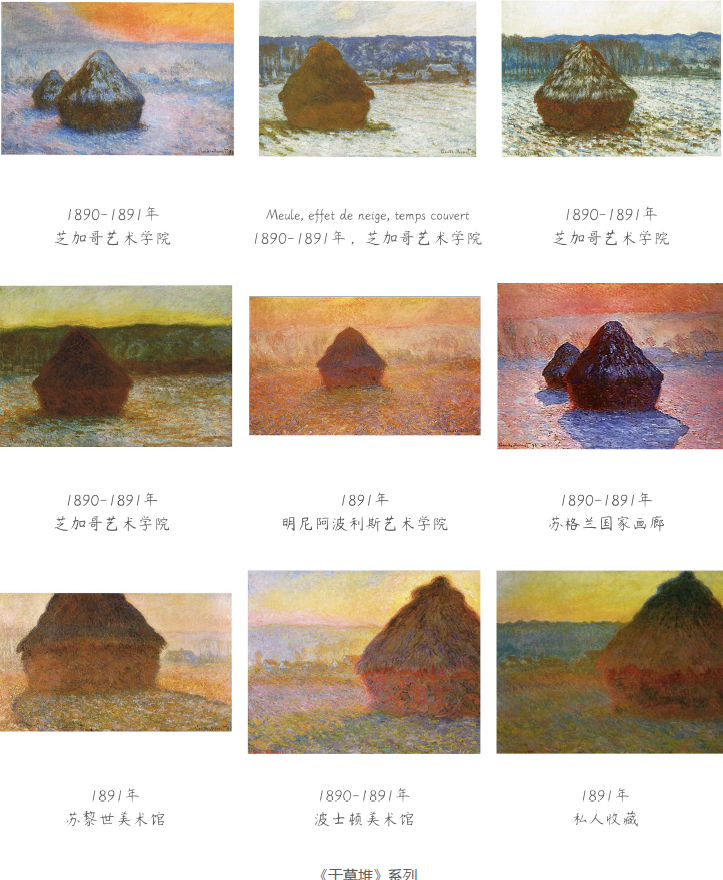 1890-1891年
芝加哥艺术学院
Meule, effet de neige, temps couvert
1890-1891年，芝加哥艺术学院
1890-1891年
芝加哥艺术学院
1890-1891年
芝加哥艺术学院
1891年
明尼阿波利斯艺术学院
1890-1891年
苏格兰国家画廊
1891年
苏黎世美术馆
1890-1891年
波士顿美术馆
1891年
私人收藏
《干草堆》系列